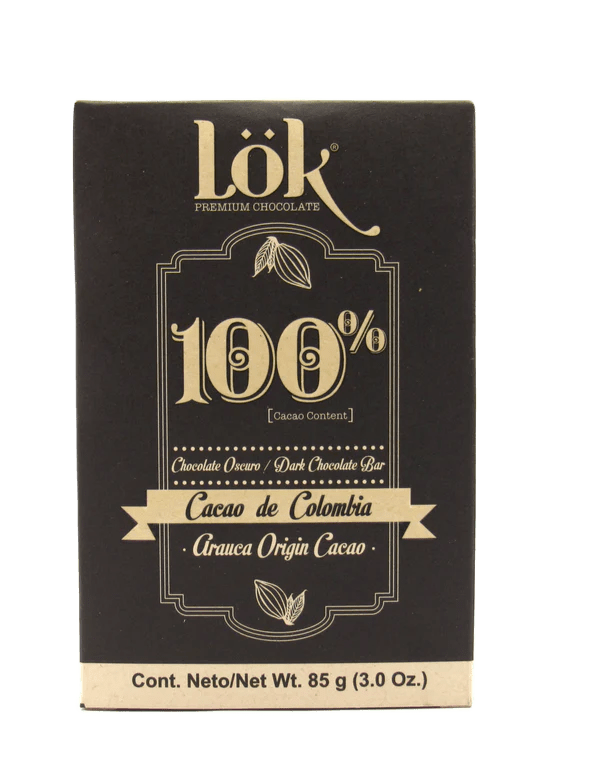 lök®
PREMIUM CHOCOLATE
100%
[Cacao Content]
Chocolate Oscuro / Dark Chocolate Bar
Cacao de Colombia
· Arauca Origin Cacao ·
Cont. Neto/Net Wt. 85 g (3.0 Oz.)